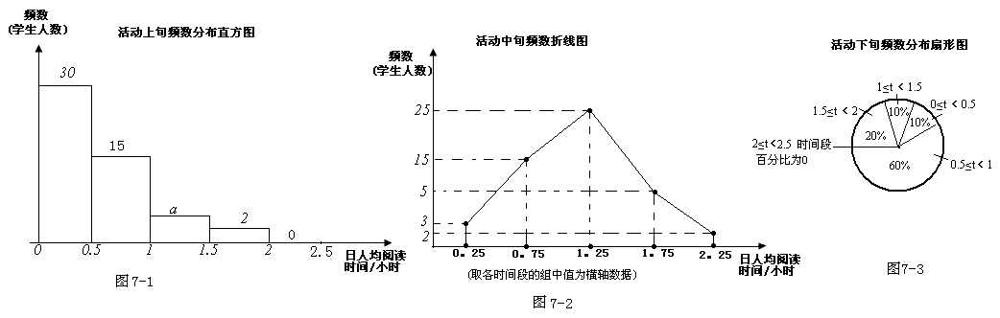 频数
(学生人数)
活动上旬频数分布直方图
30
15
a
2
0
0 0.5 1 1.5 2 2.5
日人均阅读
时间/小时
图7-1
活动中旬频数折线图
频数
(学生人数)
25
15
5
3
2
0.25 0.75 1.25 1.75 2.25
日人均阅读
时间/小时
(取各时间段的组中值为横轴数据)
图7-2
活动下旬频数分布扇形图
1≤t＜1.5
1.5≤t＜2
0≤t＜0.5
10%
10%
20%
2≤t＜2.5 时间段
百分比为0
60%
0.5≤t＜1
图7-3